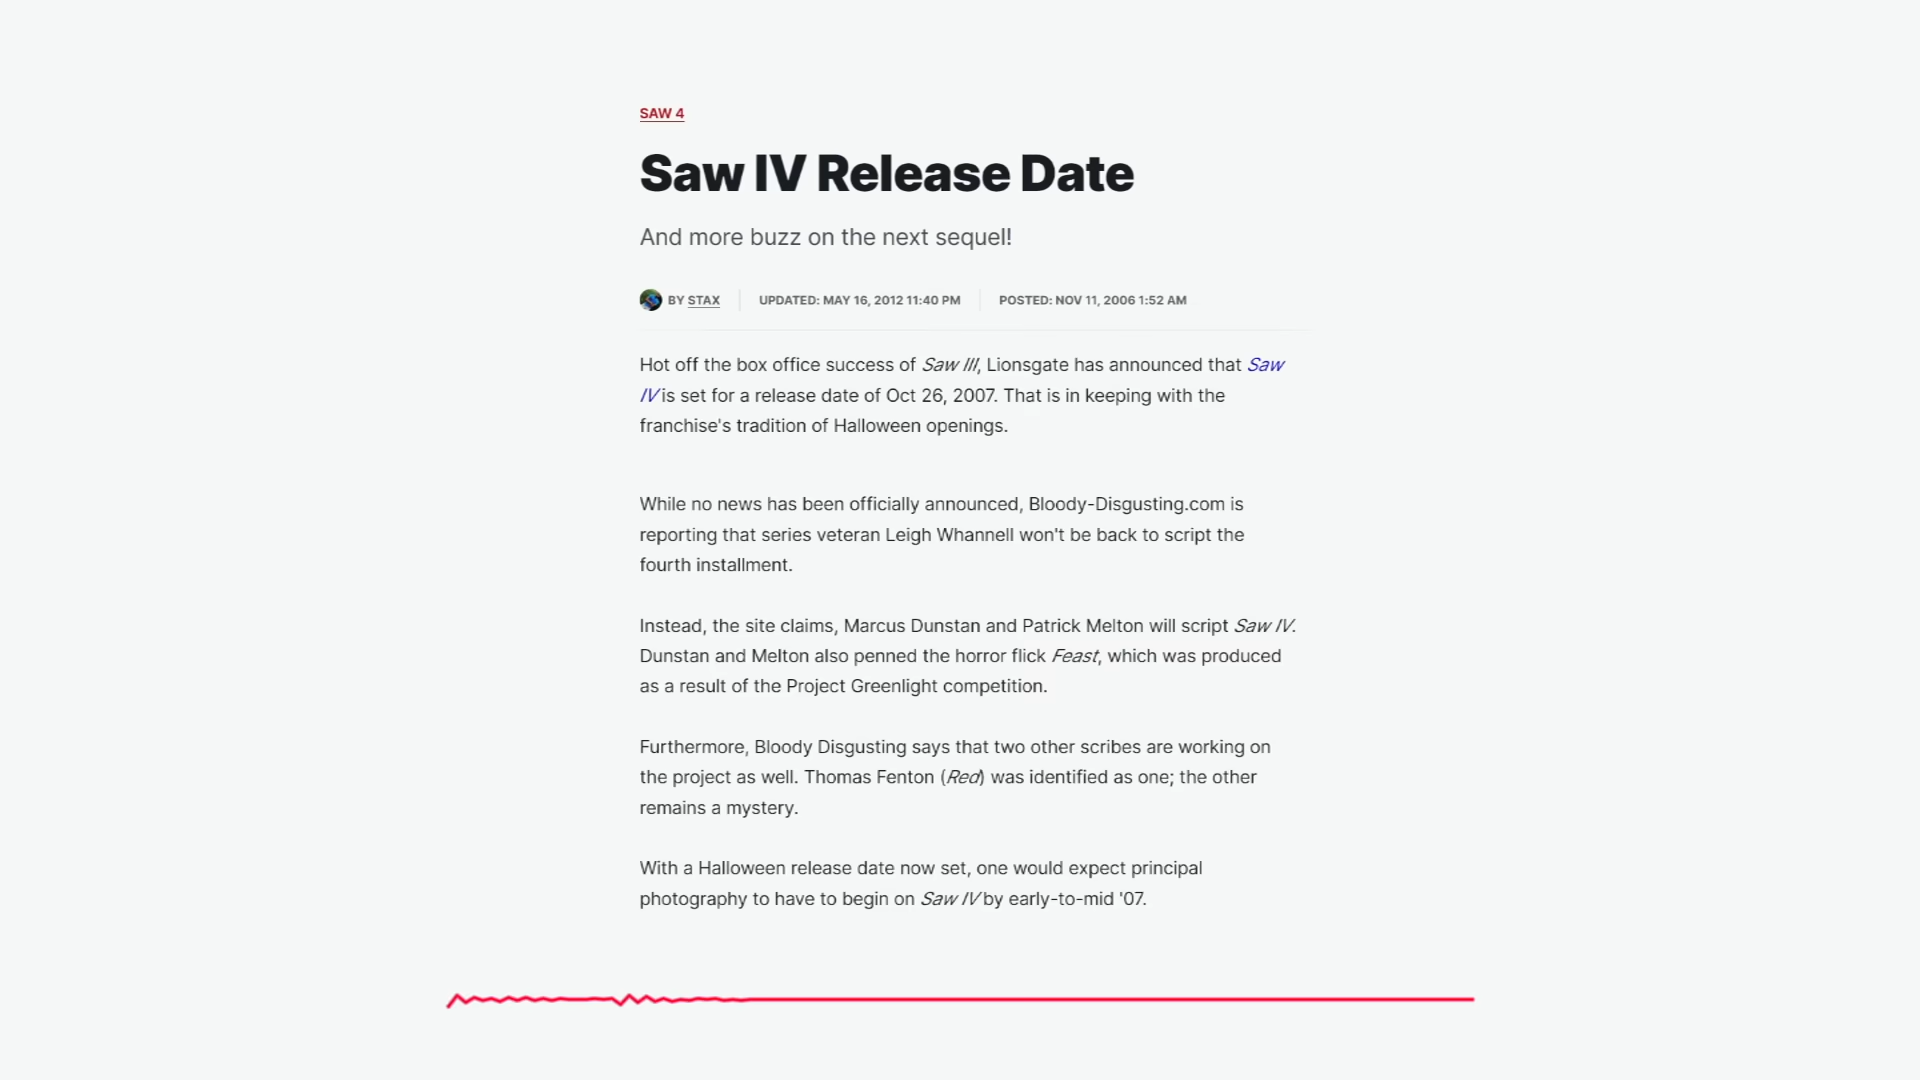 SAW 4
Saw IV Release Date
And more buzz on the next sequel!
BY STAX UPDATED: MAY 16, 2012 11:40 PM POSTED: NOV 11, 2006 1:52 AM
Hot off the box office success of Saw III, Lionsgate has announced that Saw
IV is set for a release date of Oct 26, 2007. That is in keeping with the
franchise's tradition of Halloween openings.
While no news has been officially announced, Bloody-Disgusting.com is
reporting that series veteran Leigh Whannell won't be back to script the
fourth installment.
Instead, the site claims, Marcus Dunstan and Patrick Melton will script Saw IV.
Dunstan and Melton also penned the horror flick Feast, which was produced
as a result of the Project Greenlight competition.
Furthermore, Bloody Disgusting says that two other scribes are working on
the project as well. Thomas Fenton (Red) was identified as one; the other
remains a mystery.
With a Halloween release date now set, one would expect principal
photography to have to begin on Saw IV by early-to-mid '07.